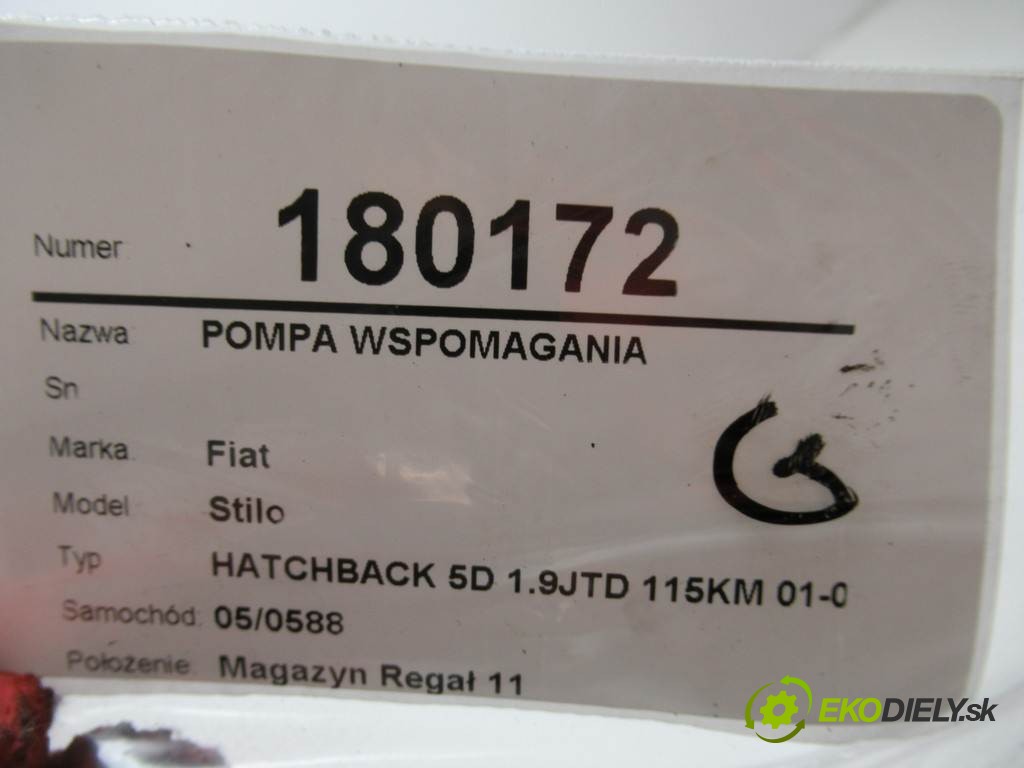 Numer 180172
Nazwa POMPA WSPOMAGANIA
Sn
Marka Fiat
Model Stilo
Typ HATCHBACK 5D 1.9JTD 115KM 01-0
Samochód: 05/0588
Położenie Magazyn Regał 11
G
EKODIELY.sk